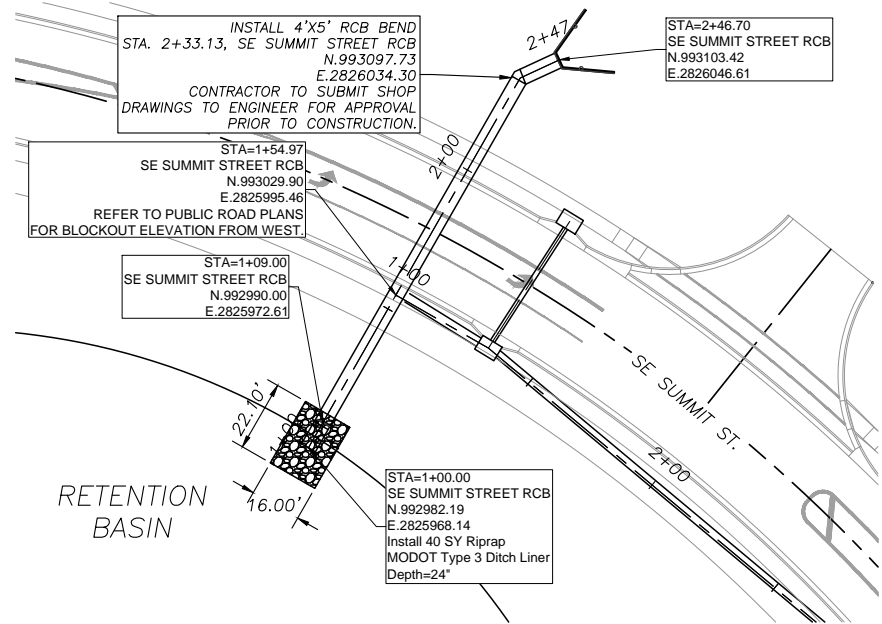 INSTALL 4'X5' RCB BEND
STA. 2+33.13, SE SUMMIT STREET RCB
N.993097.73
E.2826034.30
CONTRACTOR TO SUBMIT SHOP
DRAWINGS TO ENGINEER FOR APPROVAL
PRIOR TO CONSTRUCTION.
2+47
STA=2+46.70
SE SUMMIT STREET RCB
N.993103.42
E.2826046.61
STA=1+54.97
SE SUMMIT STREET RCB
N.993029.90
E.2825995.46
REFER TO PUBLIC ROAD PLANS
FOR BLOCKOUT ELEVATION FROM WEST.
2+00
STA=1+09.00
SE SUMMIT STREET RCB
N.992990.00
E.2825972.61
1+00
SE SUMMIT ST.
22.10'
2+00
16.00'
RETENTION
BASIN
STA=1+00.00
SE SUMMIT STREET RCB
N.992982.19
E.2825968.14
Install 40 SY Riprap
MODOT Type 3 Ditch Liner
Depth=24"